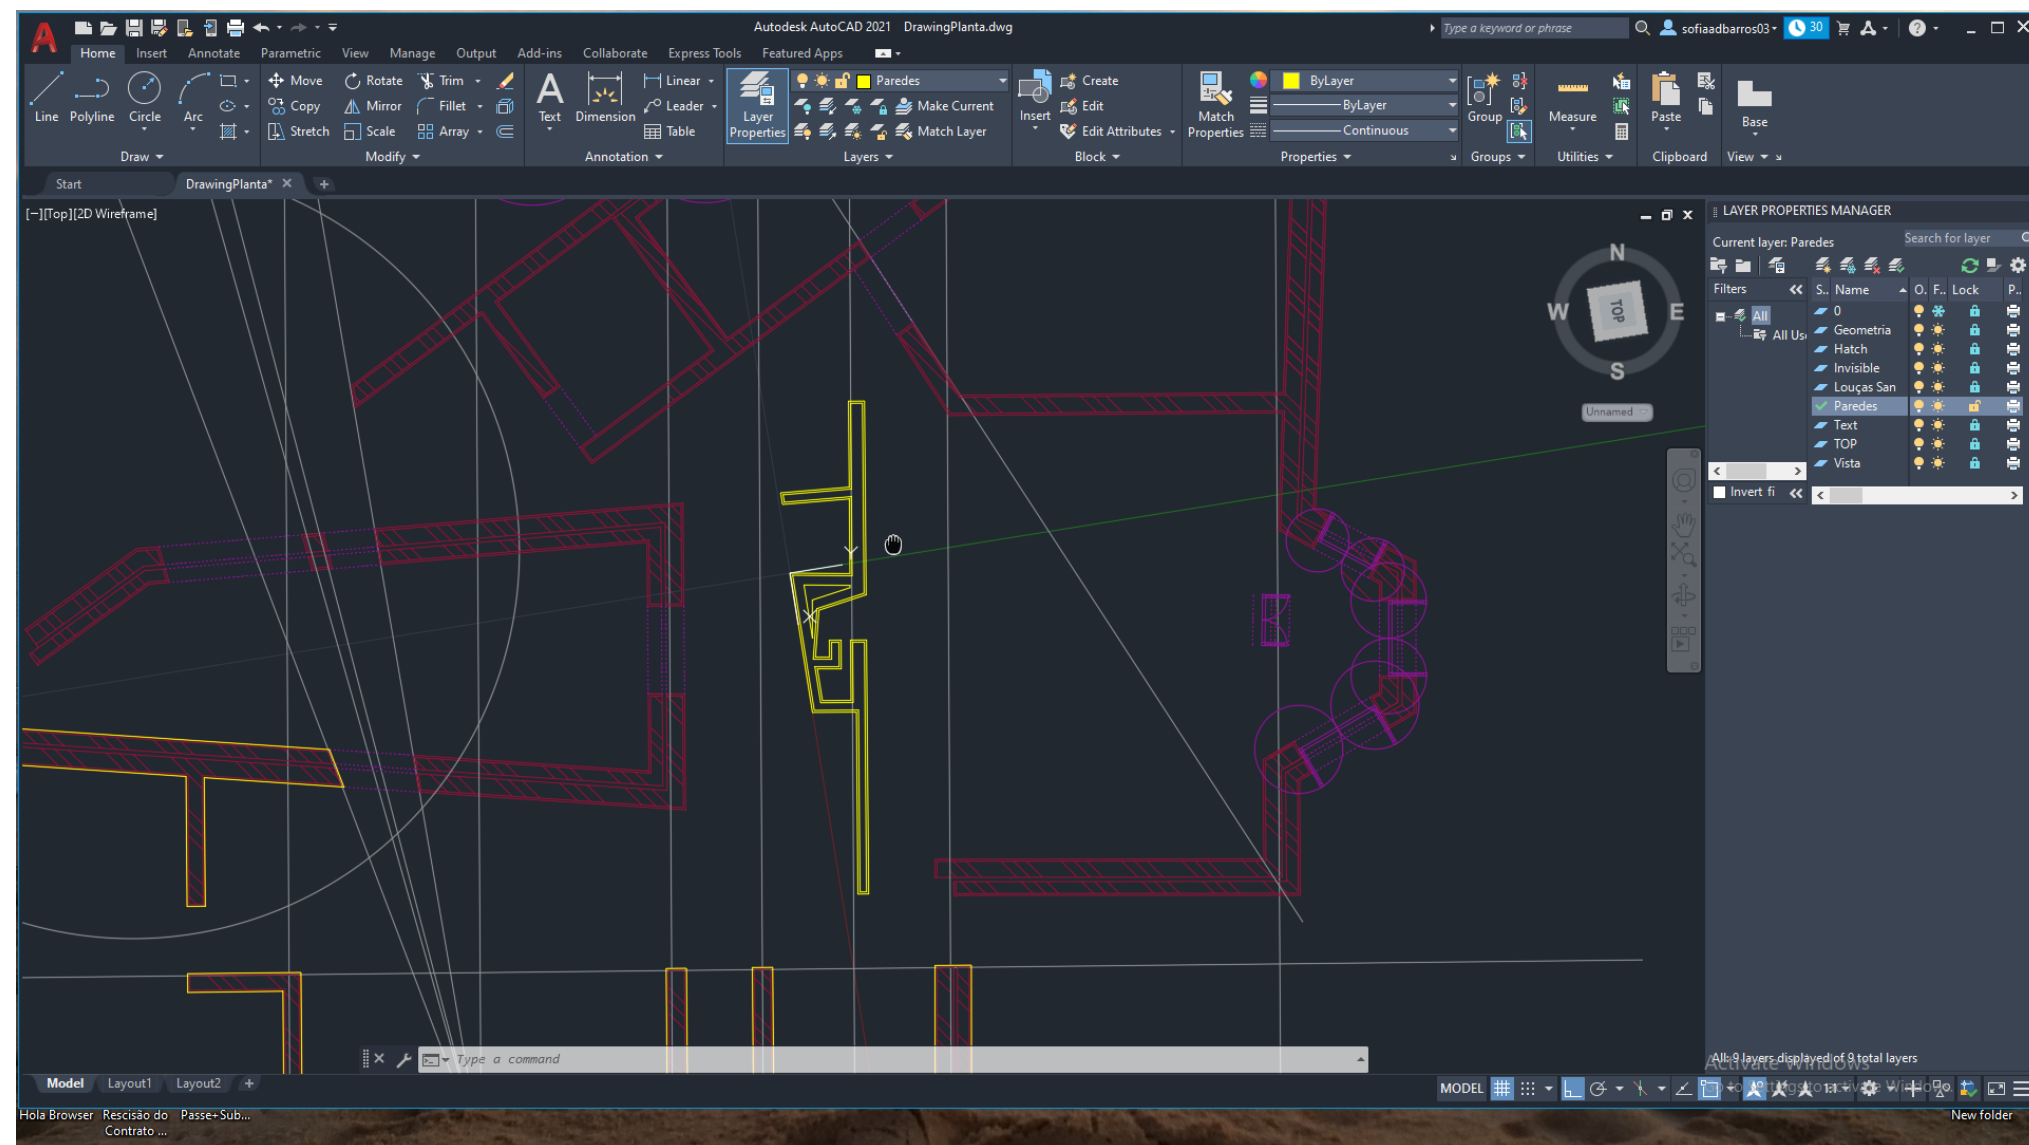 Autodesk AutoCAD 2021 DrawingPlanta.dwg
Type a keyword or phrase
sofiaadbarros03
30
Home Insert Annotate Parametric View Manage Output Add-ins Collaborate Express Tools Featured Apps
Line Polyline Circle Arc
Draw
Move Rotate Trim
Copy Mirror Fillet
Stretch Scale Array
Modify
Text Dimension
Linear
Leader
Table
Annotation
Layer Properties
Paredes
Make Current
Match Layer
Layers
Insert
Create
Edit
Edit Attributes
Block
Match Properties
ByLayer
ByLayer
Continuous
Properties
Group
Groups
Measure
Utilities
Paste
Clipboard
Base
View
Start DrawingPlanta*
[−][Top][2D Wireframe]
N
W TOP E
S
Unnamed
Y
X
LAYER PROPERTIES MANAGER
Current layer: Paredes Search for layer
Filters S.. Name O. F.. Lock P..
All
All Us
0
Geometria
Hatch
Invisible
Louças San
Paredes
Text
TOP
Vista
Invert fi
All: 9 layers displayed of 9 total layers
Activate Windows
Type a command
Model Layout1 Layout2
MODEL
1:1
Hola Browser Rescisão do Contrato ... Passe+Sub...
New folder